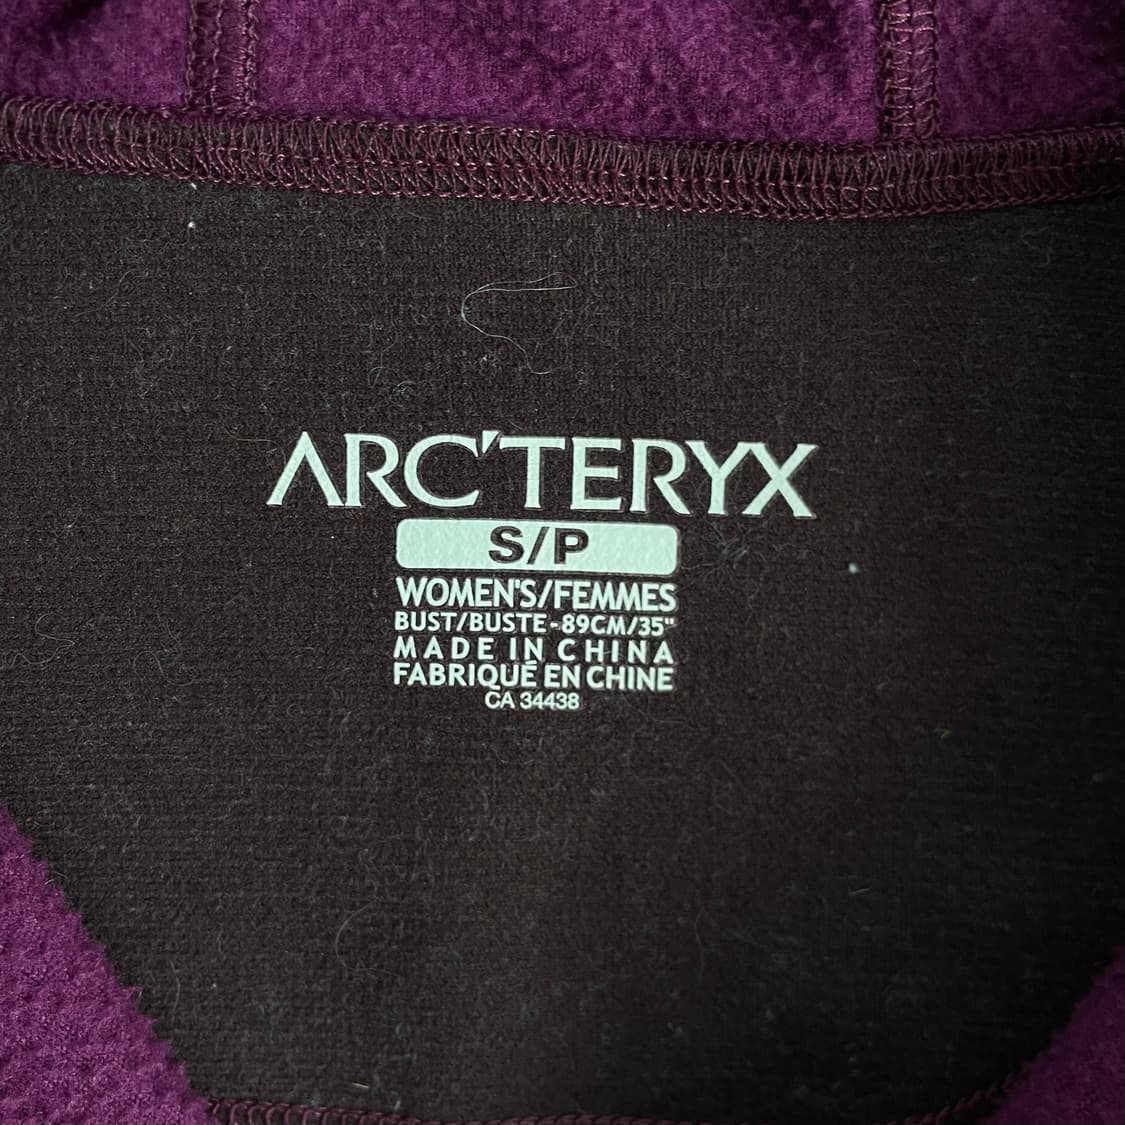 ARC'TERYX
S/P
WOMEN'S/FEMMES
BUST/BUSTE-89CM/35"
MADE IN CHINA
FABRIQUÉ EN CHINE
CA 34438